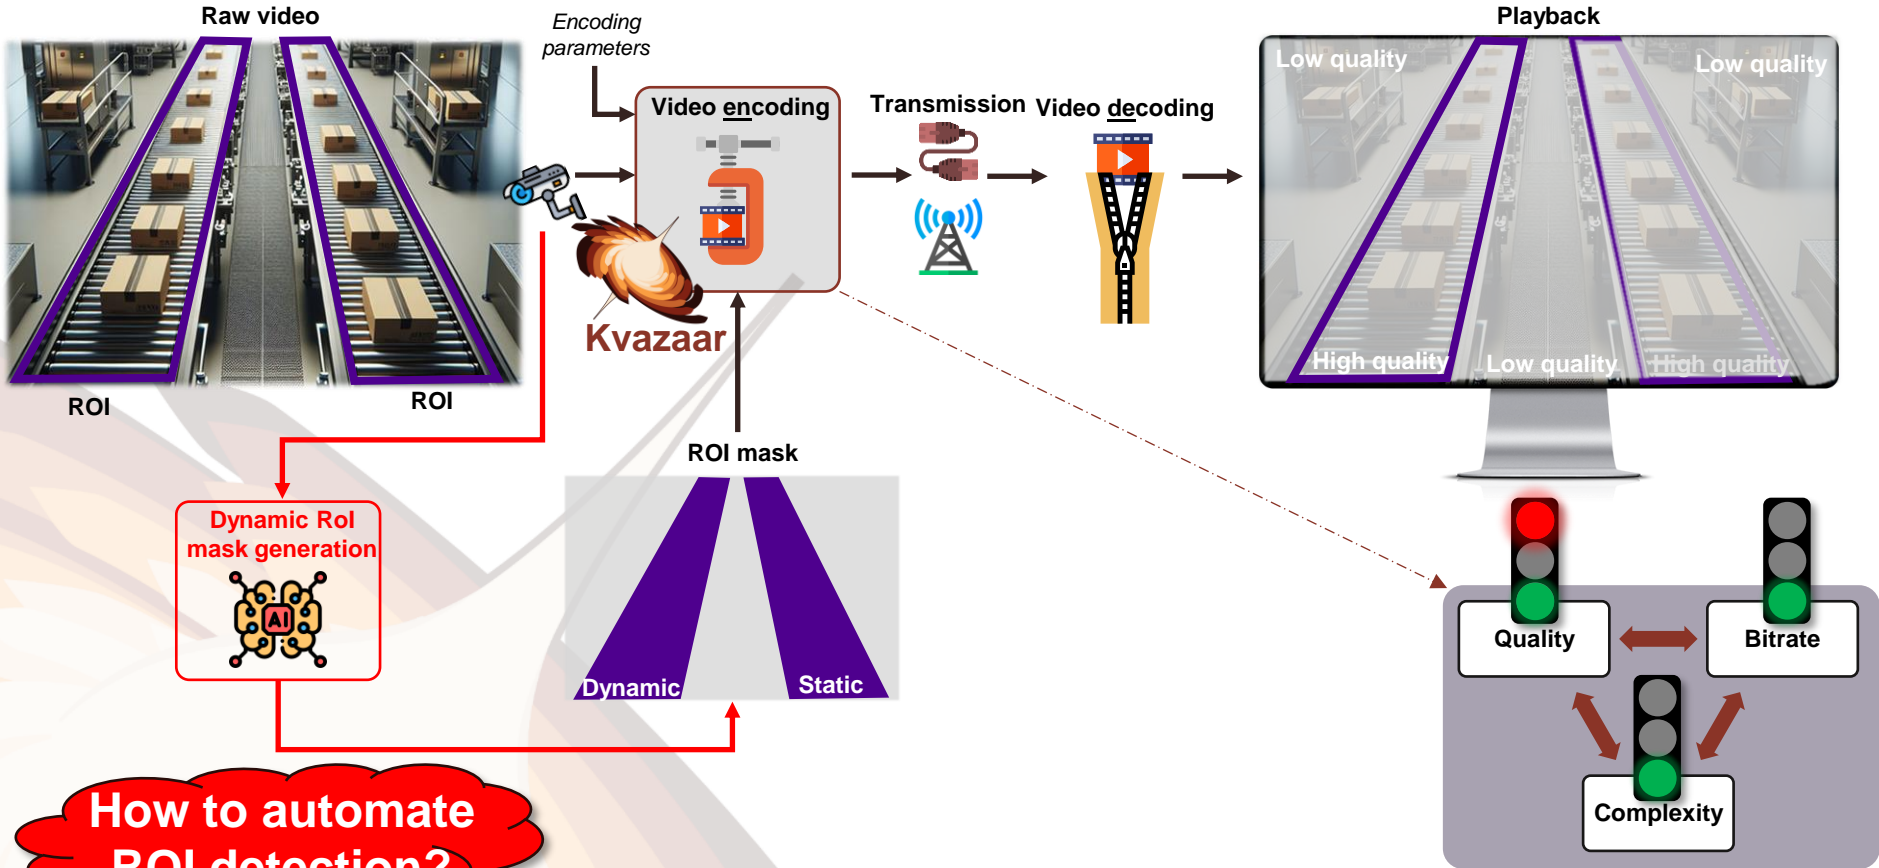 Raw video
Encoding
parameters
Playback
Low quality
Low quality
Video encoding
Transmission
Video decoding
Kvazaar
High quality
Low quality
High quality
ROI
ROI
ROI mask
Dynamic RoI
mask generation
AI
Dynamic
Static
Quality
Bitrate
Complexity
How to automate
ROI detection?